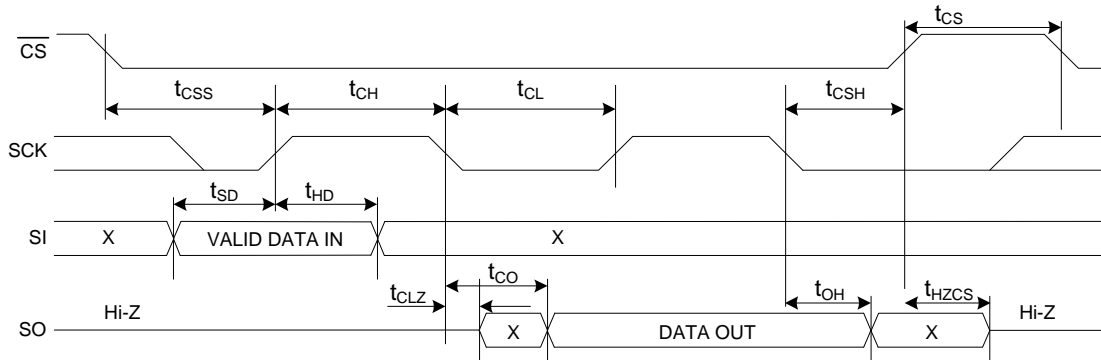 tCS
CS
tCSS tCH tCL tCSH
SCK
tSD tHD
SI X VALID DATA IN X
tCLZ tCO tOH tHZCS
SO Hi-Z X DATA OUT X Hi-Z